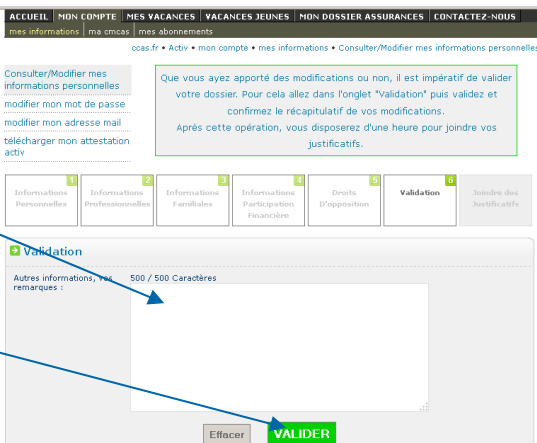 ACCUEIL MON COMPTE MES VACANCES VACANCES JEUNES MON DOSSIER ASSURANCES CONTACTEZ-NOUS
mes informations ma cmcas mes abonnements
ccas.fr • Activ • mon compte • mes informations • Consulter/Modifier mes informations personnelles
Consulter/Modifier mes
informations personnelles
modifier mon mot de passe
modifier mon adresse mail
télécharger mon attestation
activ
Que vous ayez apporté des modifications ou non, il est impératif de valider
votre dossier. Pour cela allez dans l'onglet "Validation" puis validez et
confirmez le récapitulatif de vos modifications.
Après cette opération, vous disposerez d'une heure pour joindre vos
justificatifs.
1
Informations
Personnelles
2
Informations
Professionnelles
3
Informations
Familiales
4
Informations
Participation
Financière
5
Droits
D'opposition
6
Validation
Joindre des
Justificatifs
Validation
Autres informations, vos
remarques :
500 / 500 Caractères
Effacer VALIDER